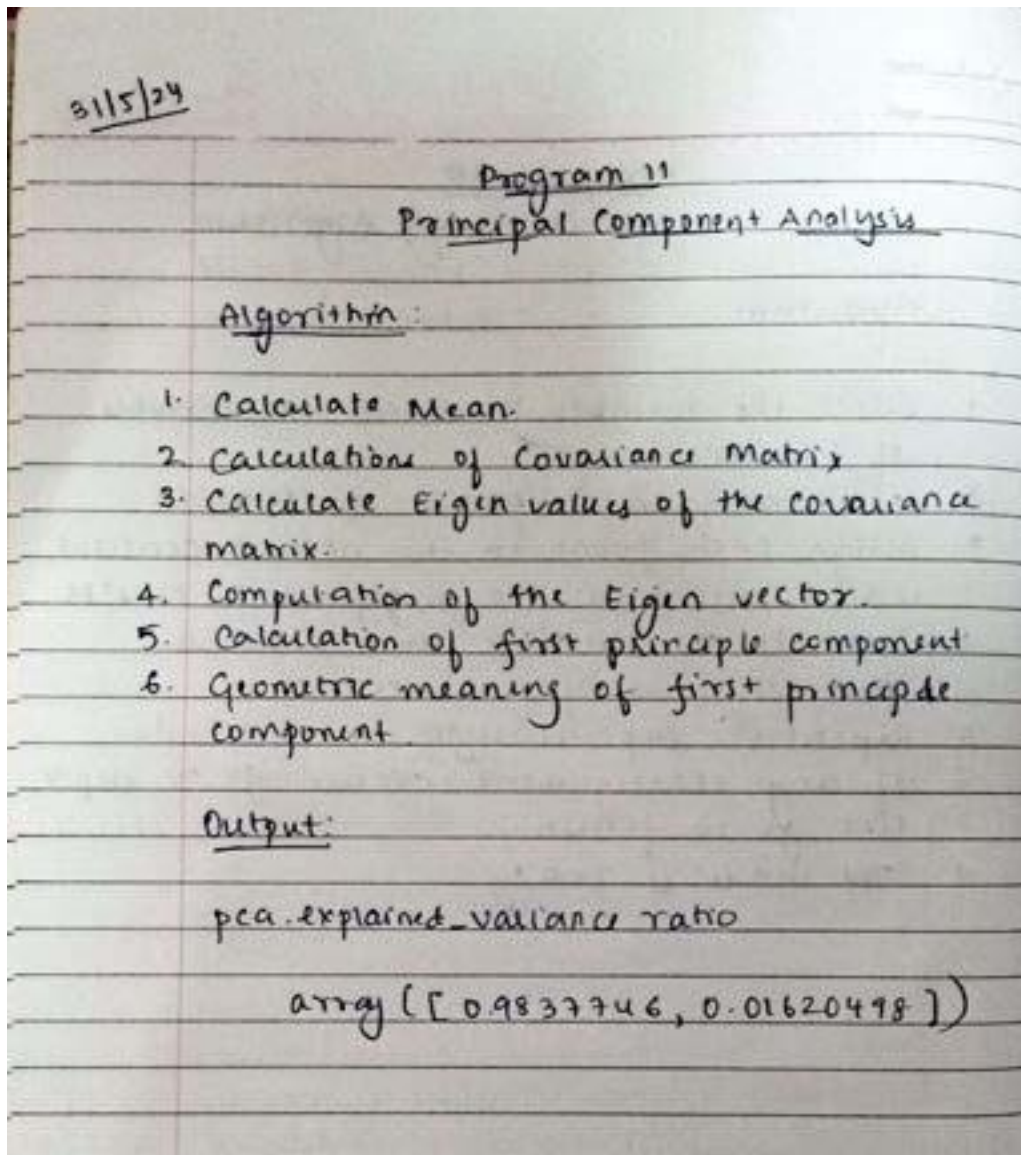 31/5/24
Program 11
Principal Component Analysis
Algorithm:
1. Calculate Mean.
2. Calculations of Covariance Matrix
3. Calculate Eigen values of the covariance
matrix.
4. Computation of the Eigen vector.
5. Calculation of first principle component
6. Geometric meaning of first principle
component.
Output:
pca.explained_variance ratio
array ([0.9837746, 0.01620498])